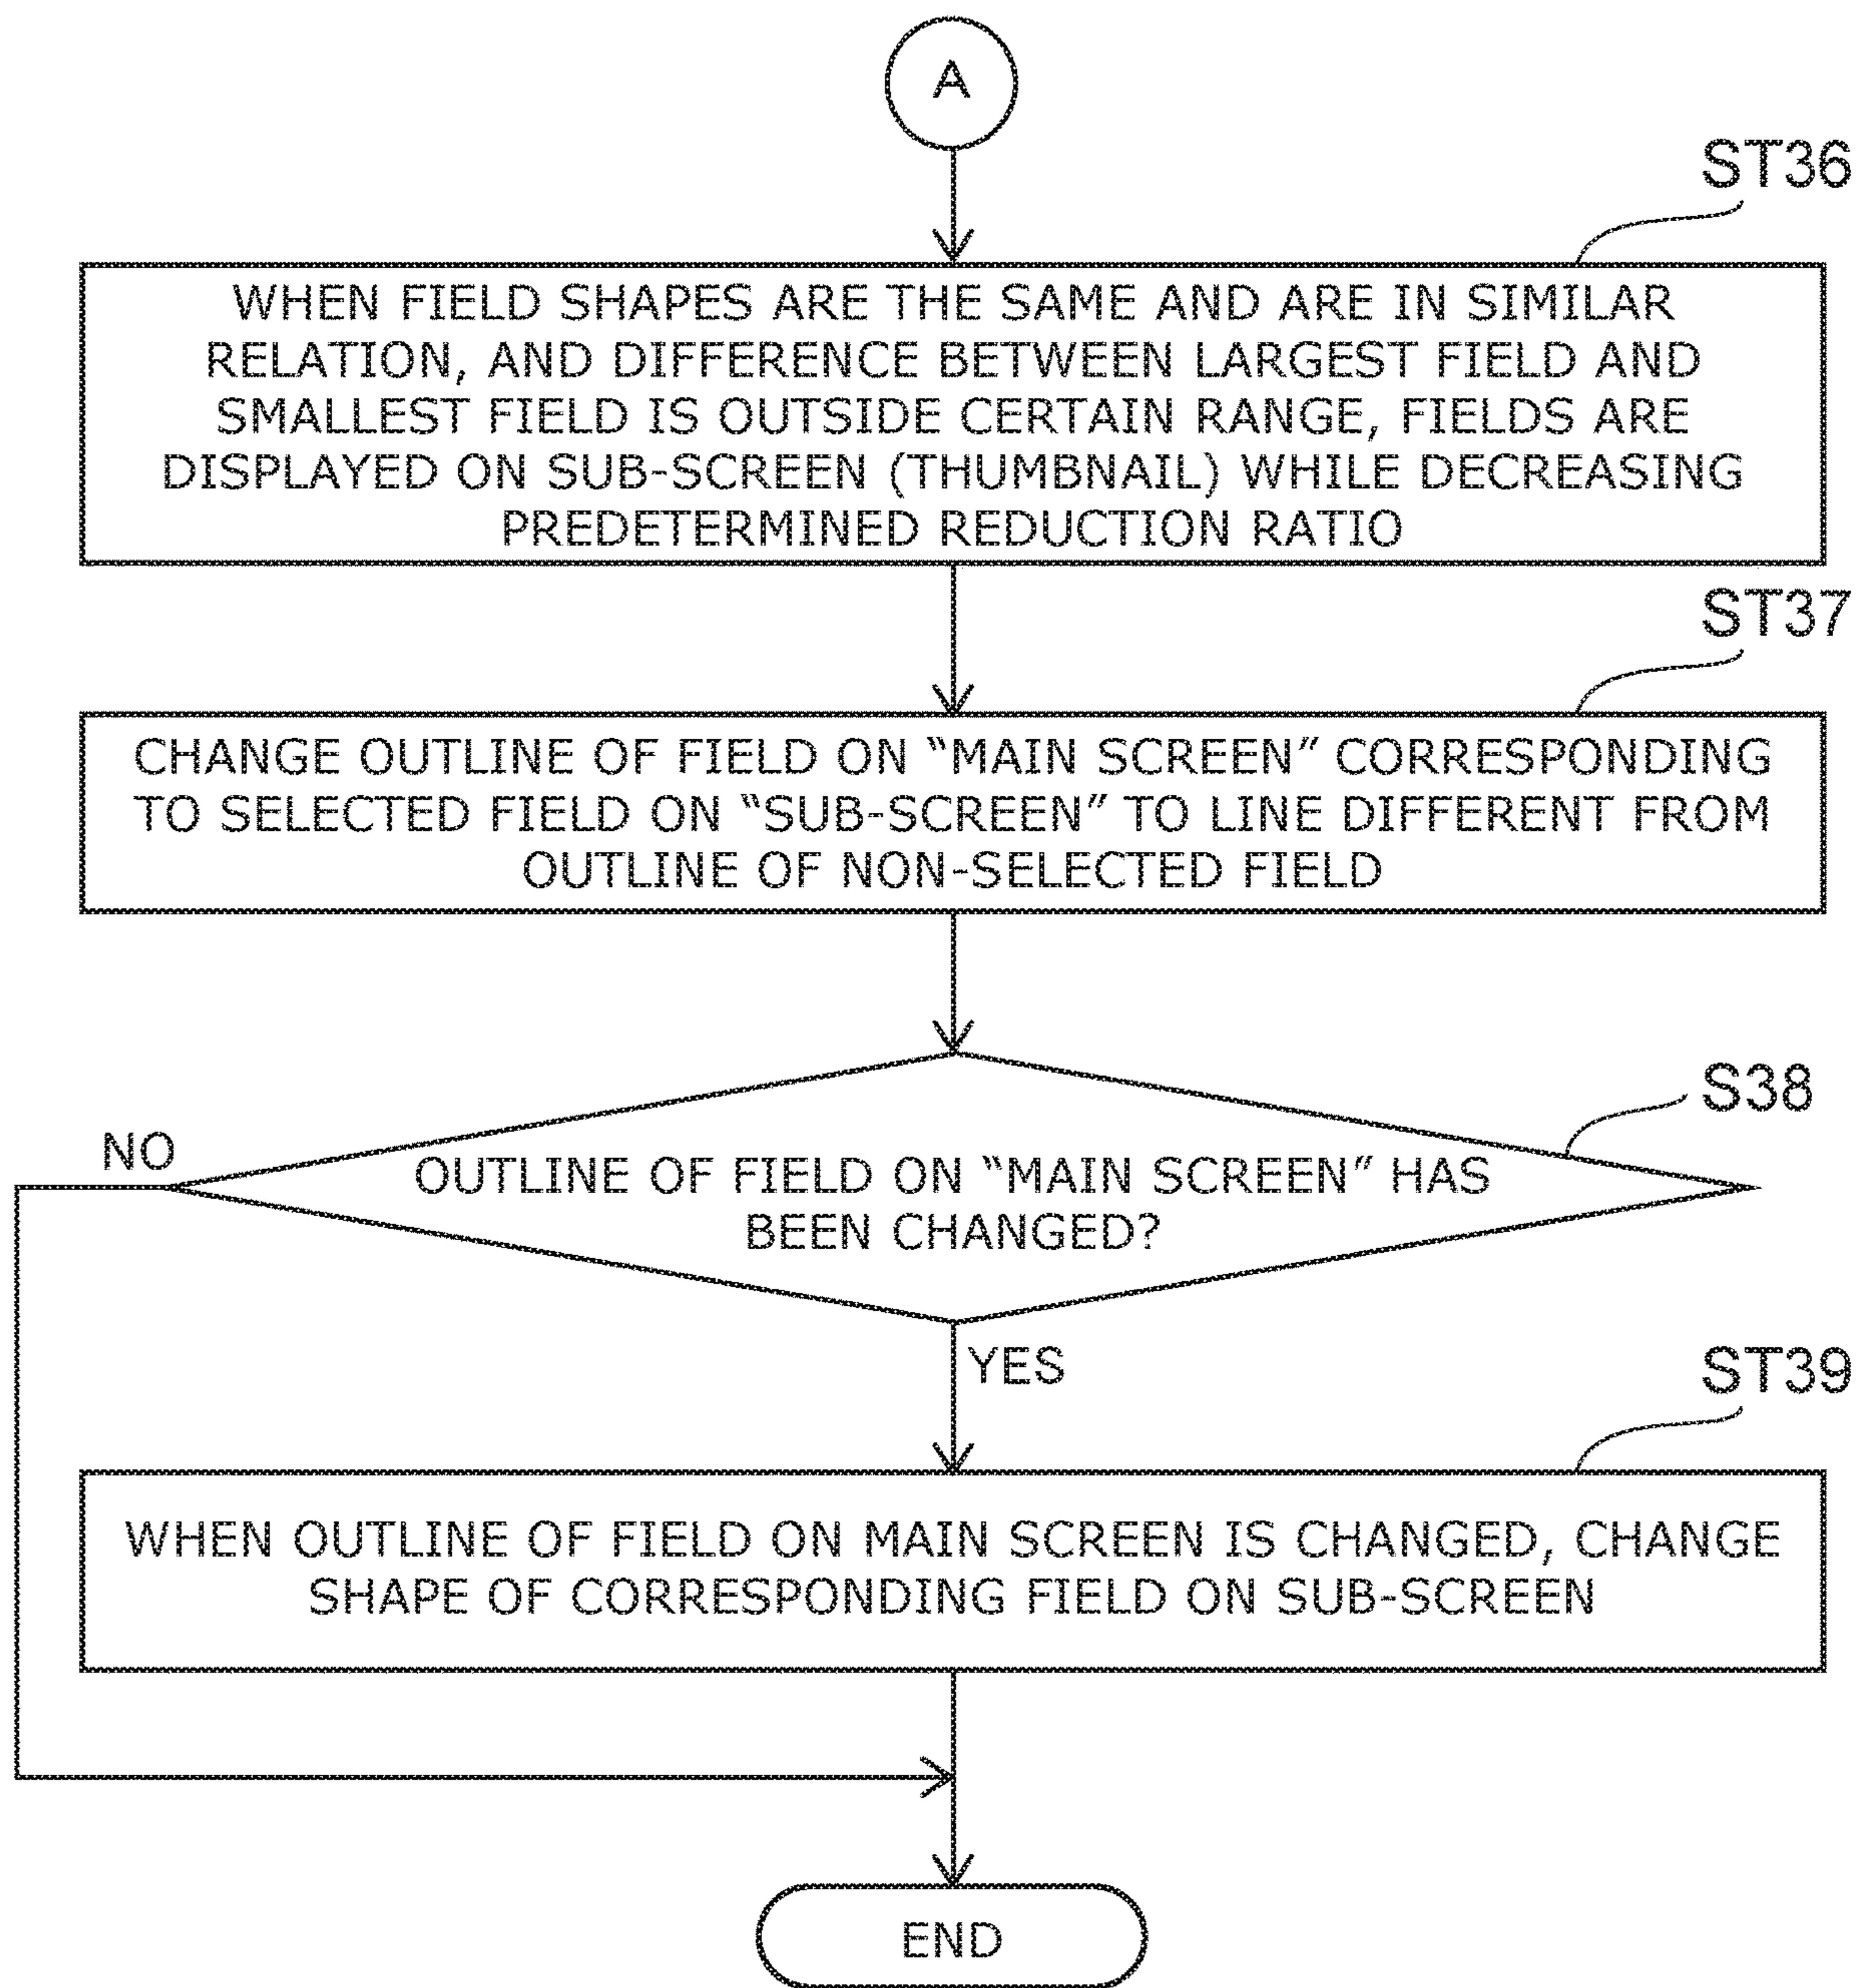 A
ST36
WHEN FIELD SHAPES ARE THE SAME AND ARE IN SIMILAR
RELATION, AND DIFFERENCE BETWEEN LARGEST FIELD AND
SMALLEST FIELD IS OUTSIDE CERTAIN RANGE, FIELDS ARE
DISPLAYED ON SUB-SCREEN (THUMBNAIL) WHILE DECREASING
PREDETERMINED REDUCTION RATIO
ST37
CHANGE OUTLINE OF FIELD ON “MAIN SCREEN” CORRESPONDING
TO SELECTED FIELD ON “SUB-SCREEN” TO LINE DIFFERENT FROM
OUTLINE OF NON-SELECTED FIELD
S38
NO
OUTLINE OF FIELD ON “MAIN SCREEN” HAS
BEEN CHANGED?
YES
ST39
WHEN OUTLINE OF FIELD ON MAIN SCREEN IS CHANGED, CHANGE
SHAPE OF CORRESPONDING FIELD ON SUB-SCREEN
END